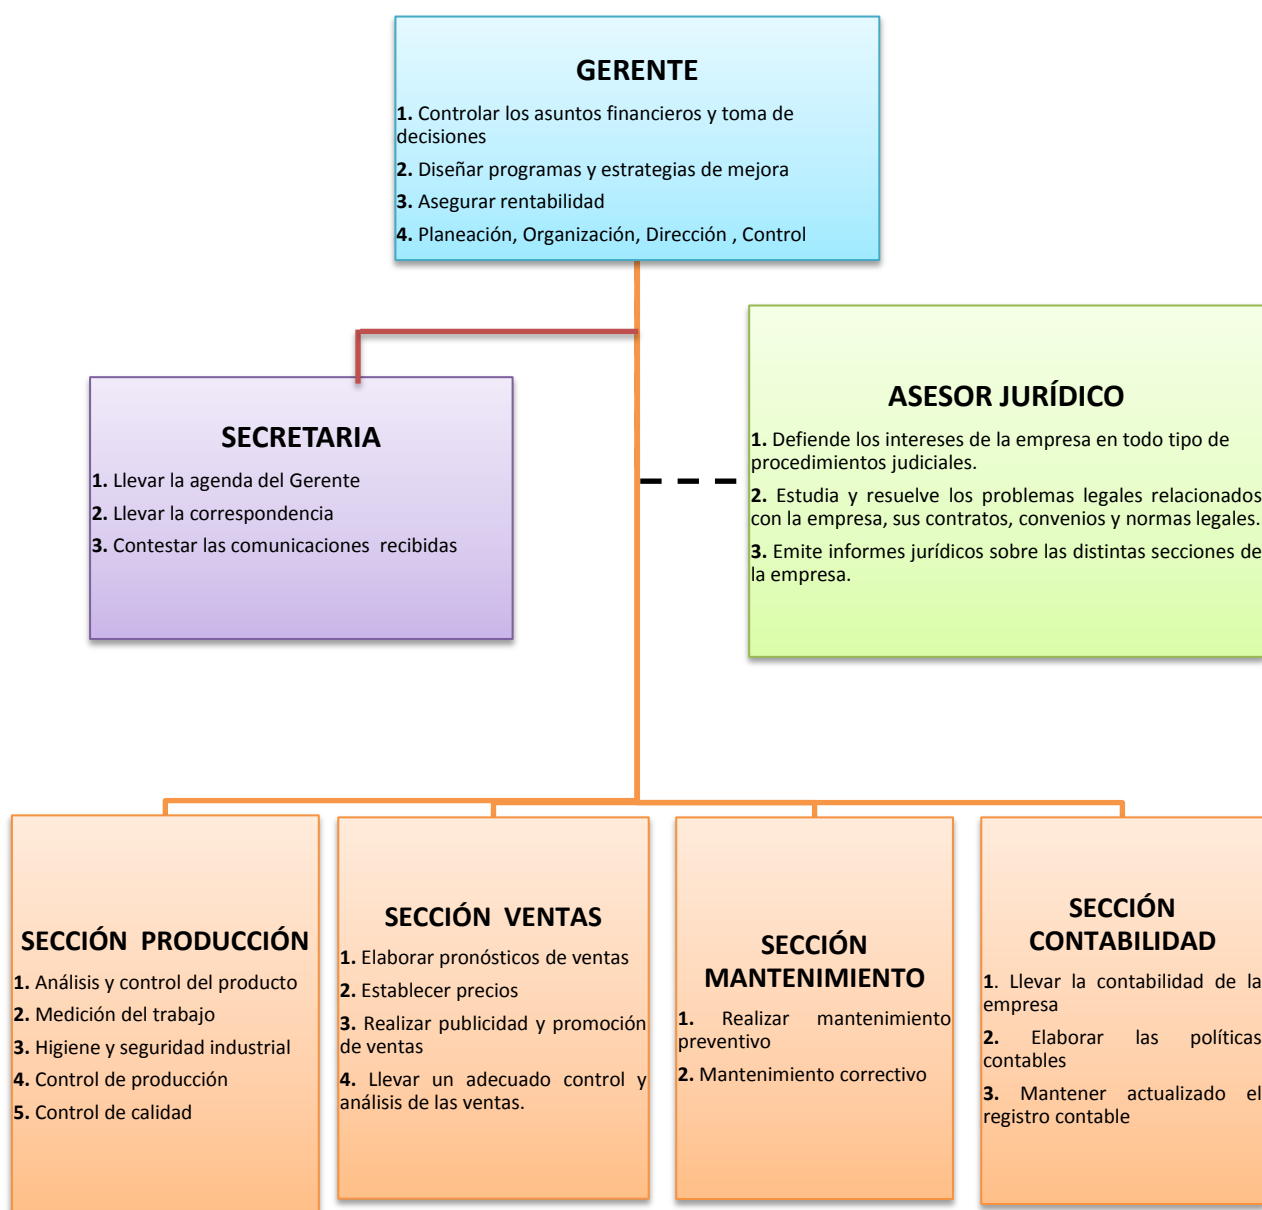 GERENTE
1. Controlar los asuntos financieros y toma de
decisiones
2. Diseñar programas y estrategias de mejora
3. Asegurar rentabilidad
4. Planeación, Organización, Dirección , Control
SECRETARIA
1. Llevar la agenda del Gerente
2. Llevar la correspondencia
3. Contestar las comunicaciones recibidas
ASESOR JURÍDICO
1. Defiende los intereses de la empresa en todo tipo de
procedimientos judiciales.
2. Estudia y resuelve los problemas legales relacionados
con la empresa, sus contratos, convenios y normas legales.
3. Emite informes jurídicos sobre las distintas secciones de
la empresa.
SECCIÓN PRODUCCIÓN
1. Análisis y control del producto
2. Medición del trabajo
3. Higiene y seguridad industrial
4. Control de producción
5. Control de calidad
SECCIÓN VENTAS
1. Elaborar pronósticos de ventas
2. Establecer precios
3. Realizar publicidad y promoción
de ventas
4. Llevar un adecuado control y
análisis de las ventas.
SECCIÓN
MANTENIMIENTO
1. Realizar mantenimiento
preventivo
2. Mantenimiento correctivo
SECCIÓN
CONTABILIDAD
1. Llevar la contabilidad de la
empresa
2. Elaborar las políticas
contables
3. Mantener actualizado el
registro contable